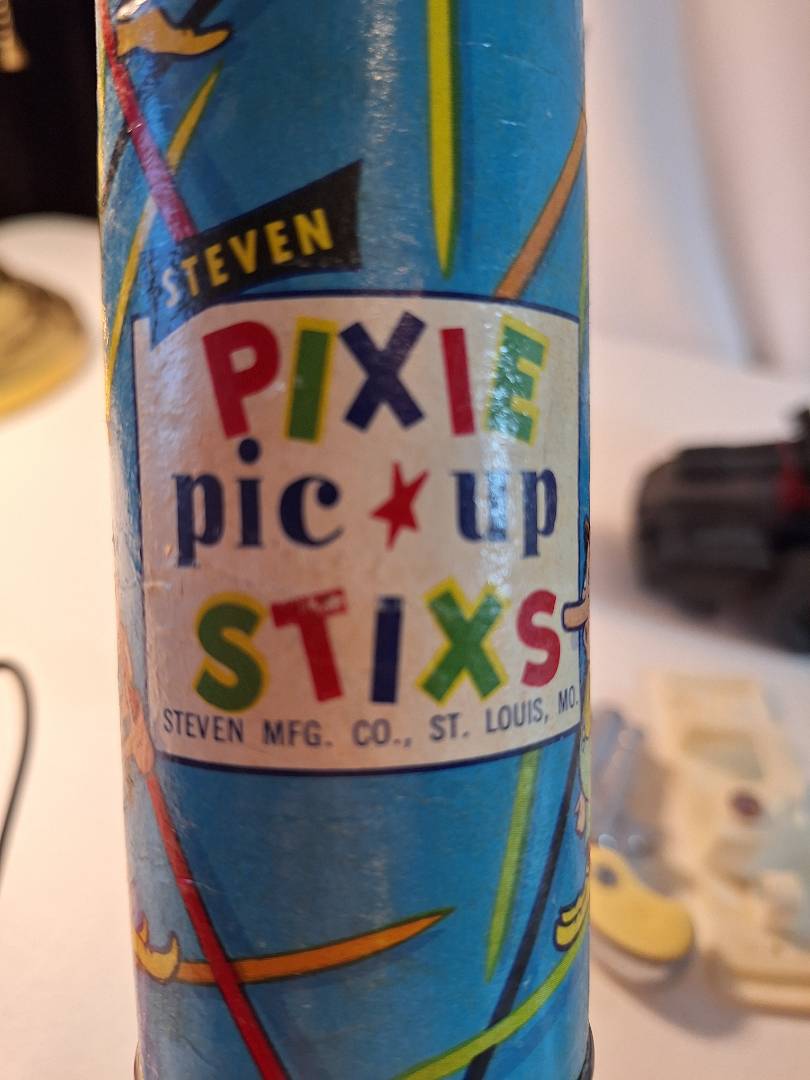 STEVEN
PIXIE
pic ★ up
STIXS
STEVEN MFG. CO., ST. LOUIS, MO.